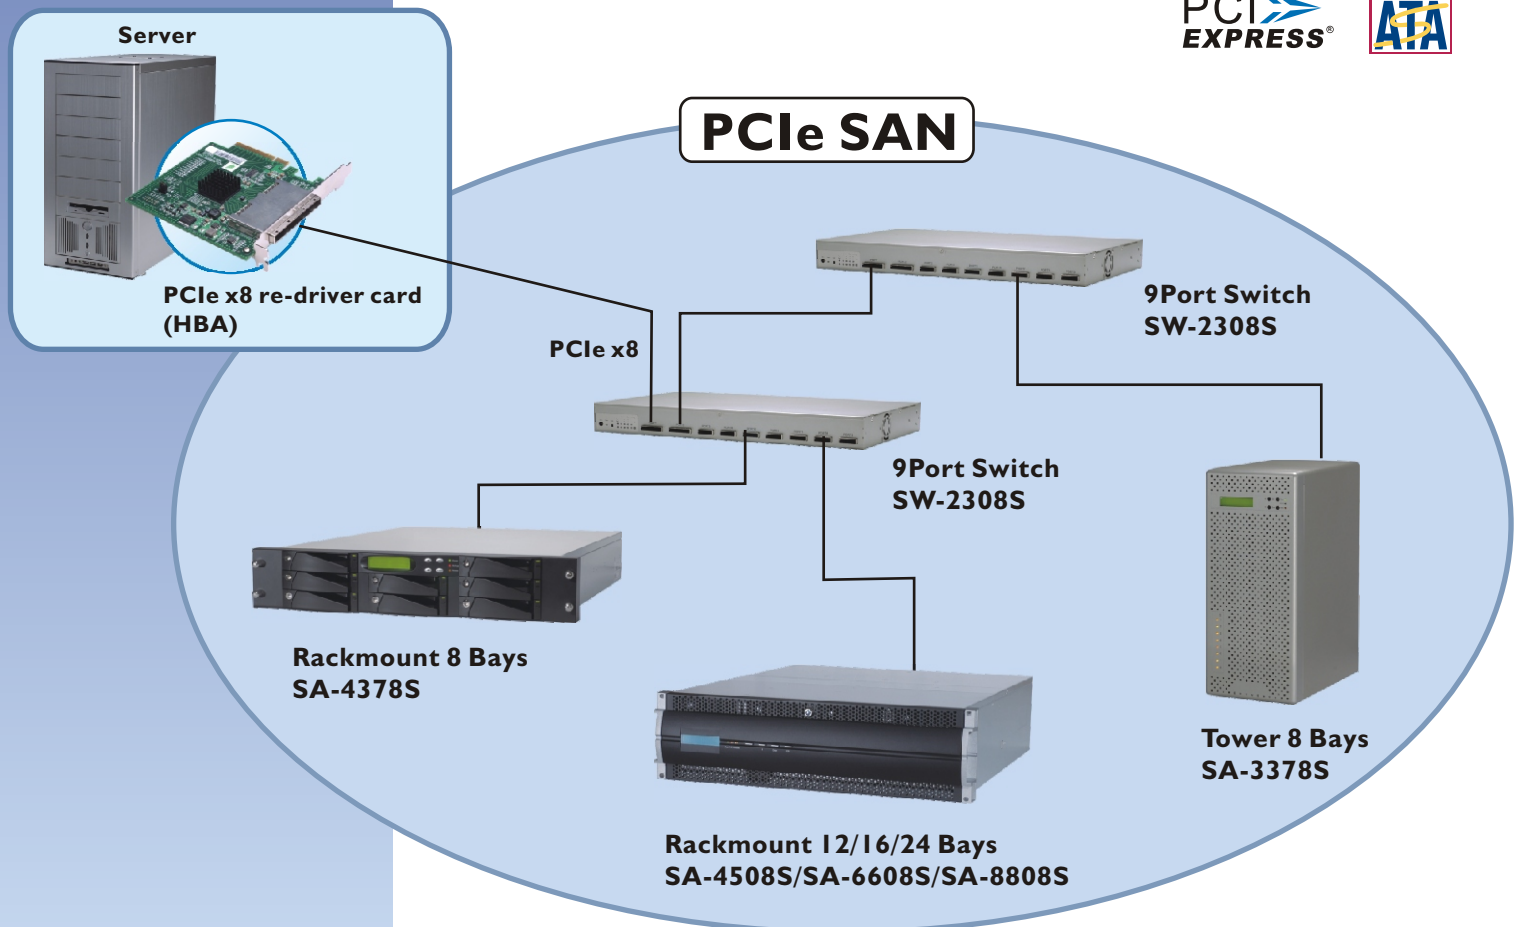 Server
PCI
EXPRESS®
ATA
PCIe SAN
PCIe x8 re-driver card
(HBA)
9Port Switch
SW-2308S
PCIe x8
9Port Switch
SW-2308S
Rackmount 8 Bays
SA-4378S
Tower 8 Bays
SA-3378S
Rackmount 12/16/24 Bays
SA-4508S/SA-6608S/SA-8808S